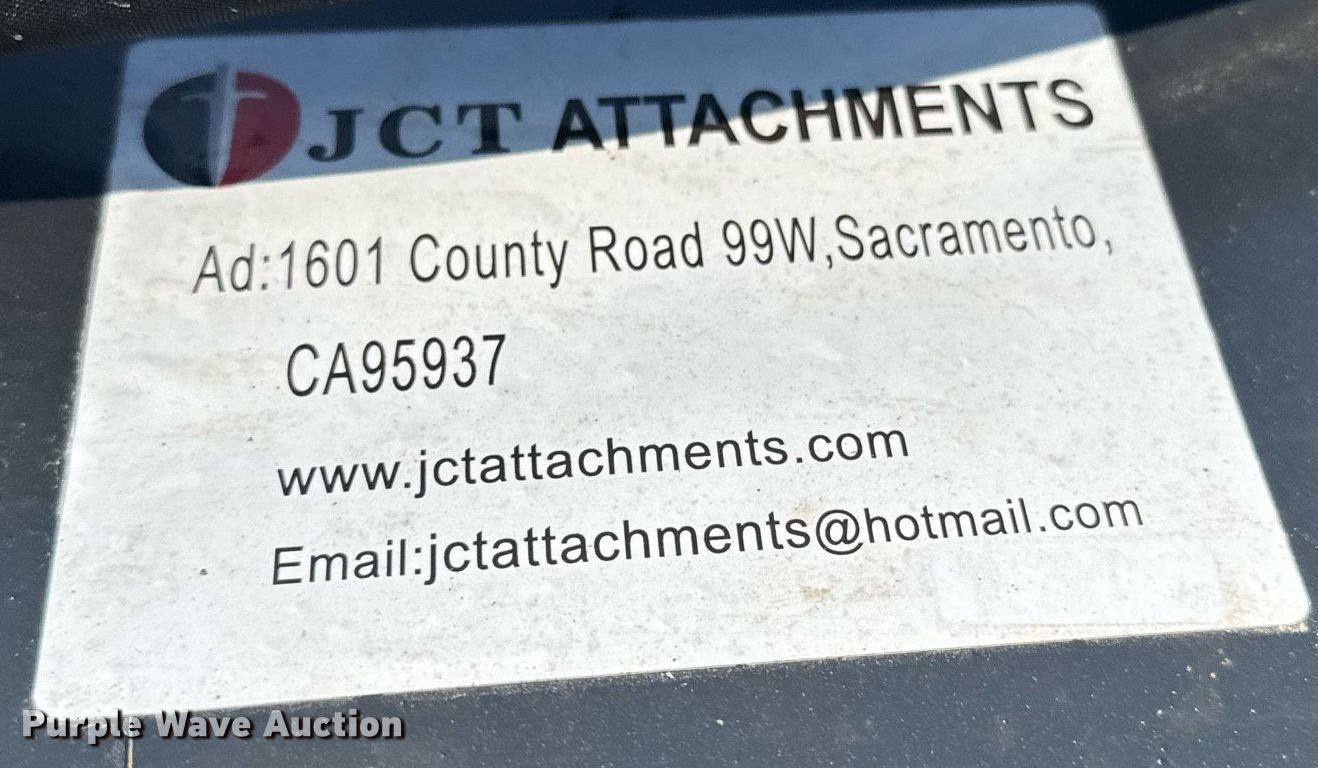 JCT ATTACHMENTS
Ad:1601 County Road 99W,Sacramento,
CA95937
www.jctattachments.com
Email:jctattachments@hotmail.com
Purple Wave Auction